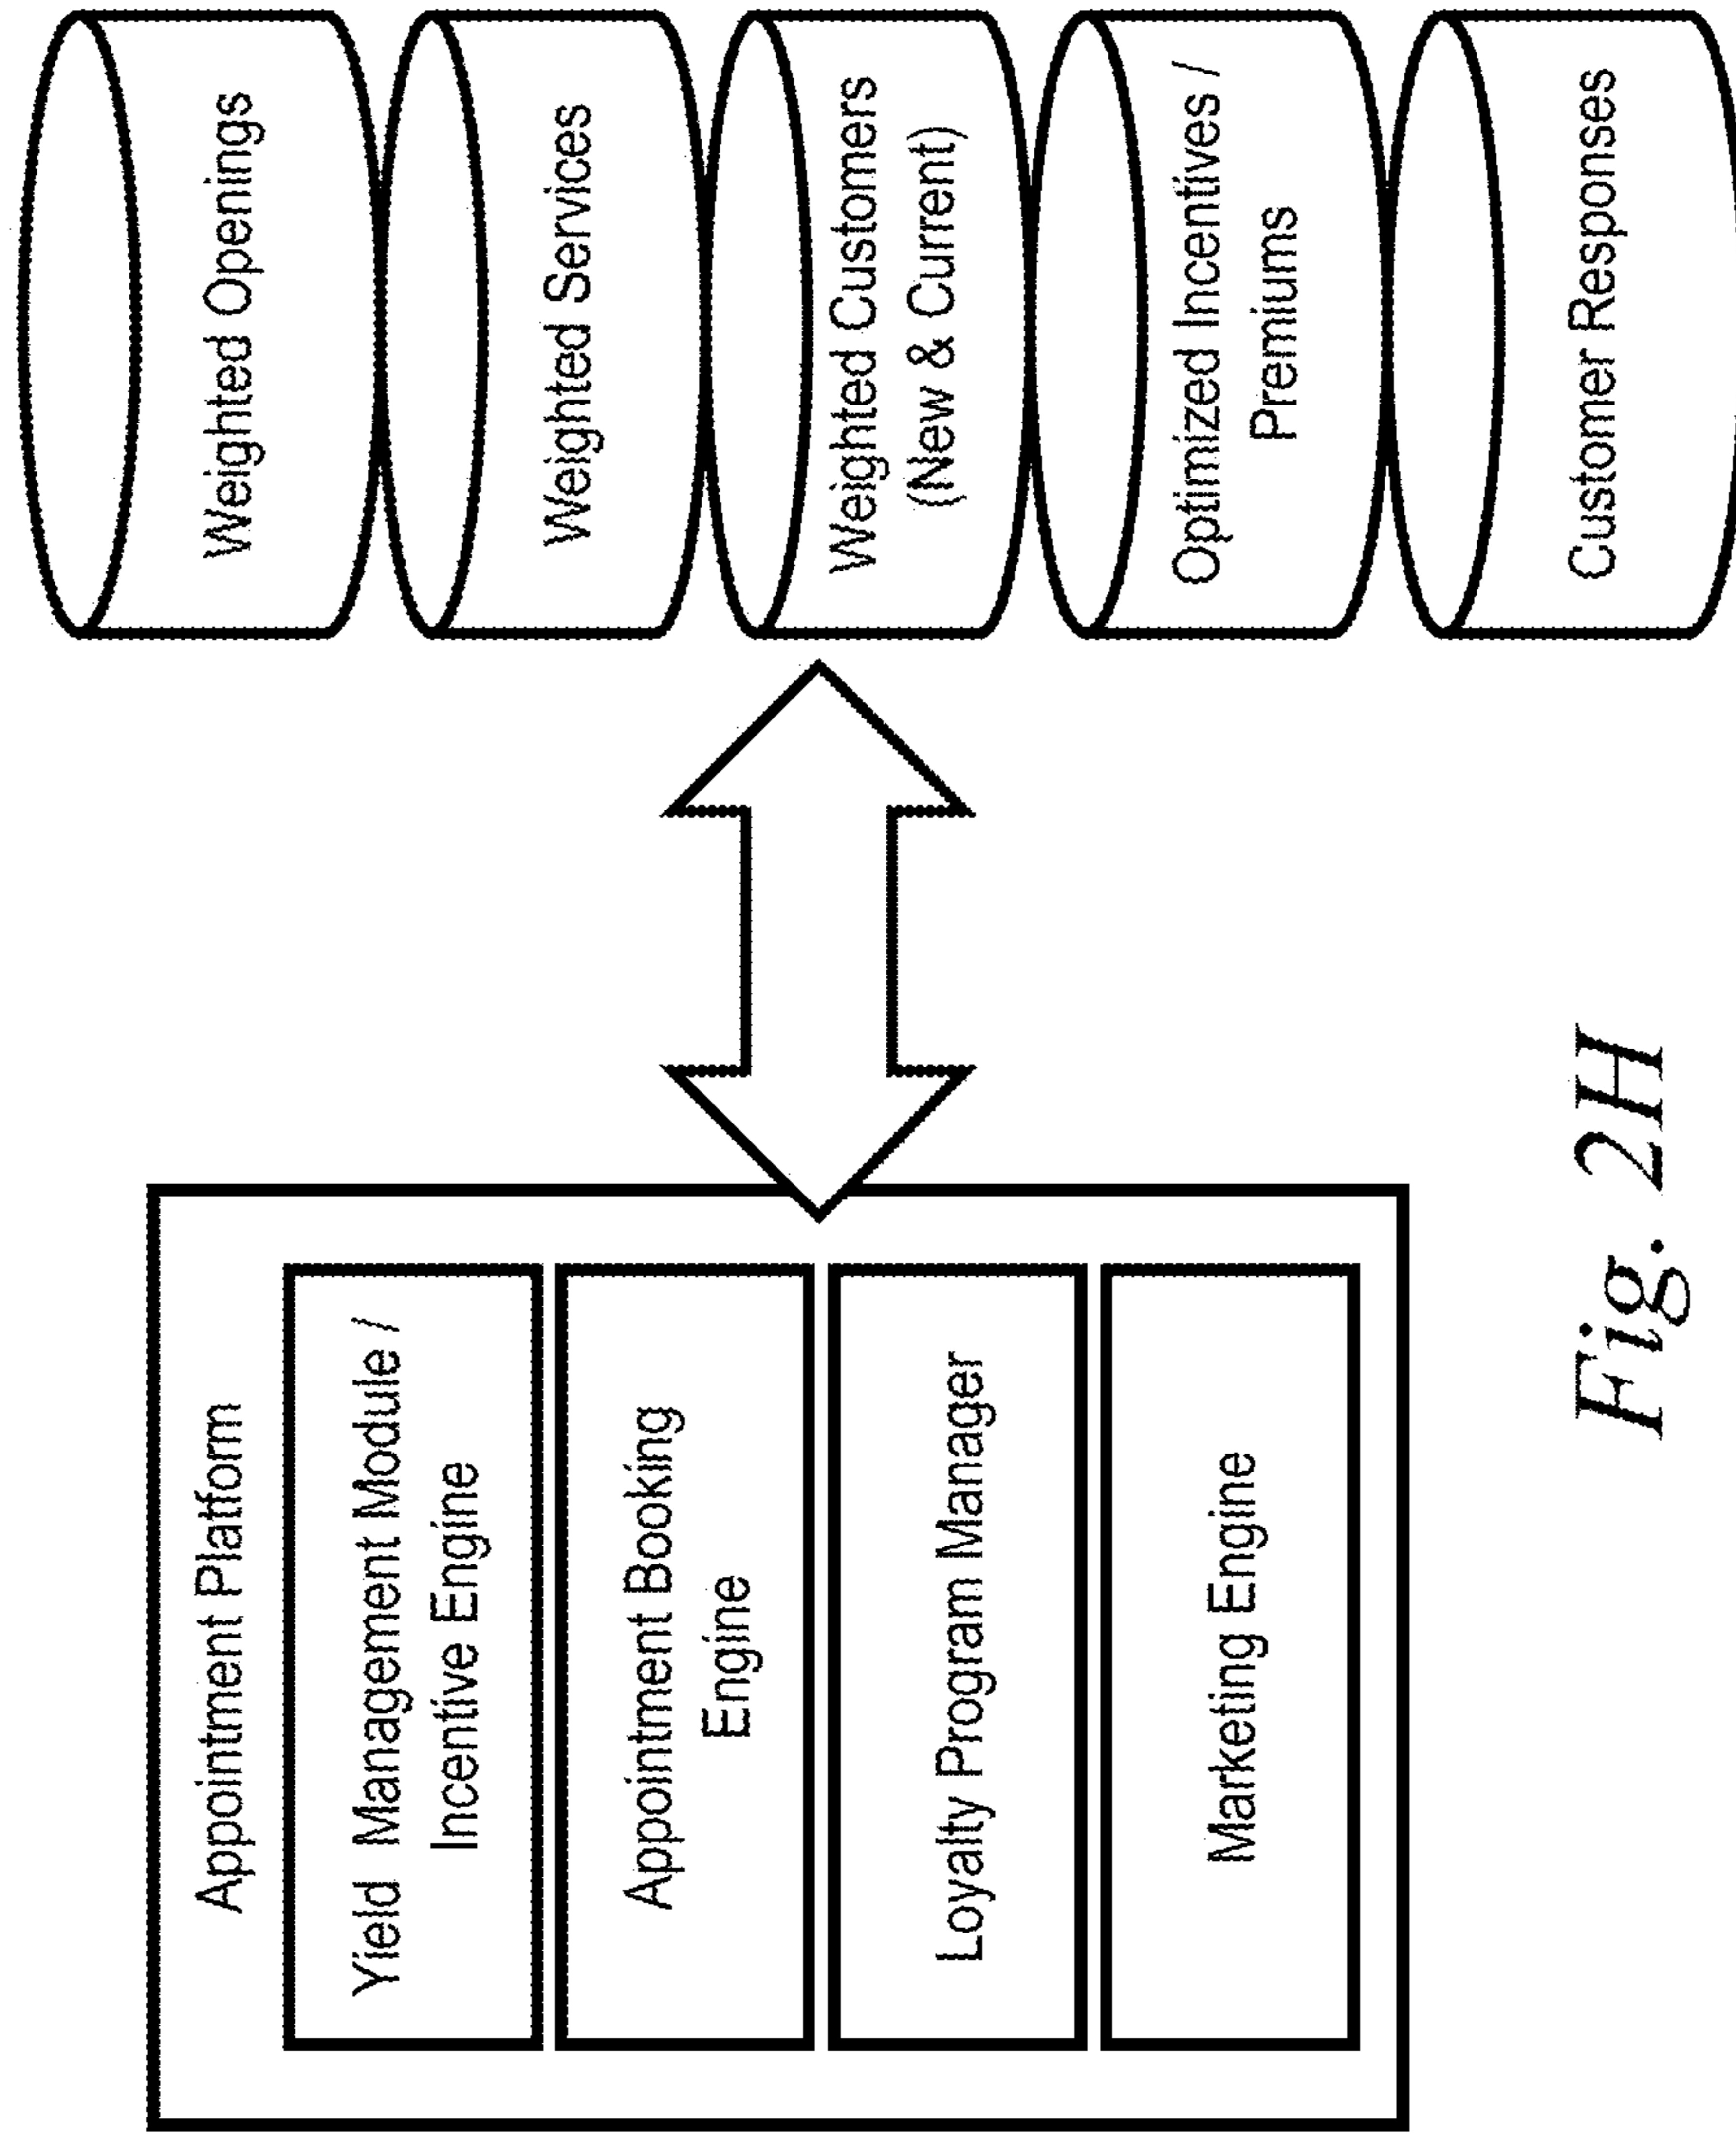 Appointment Platform
Yield Management Module /
Incentive Engine
Appointment Booking
Engine
Loyalty Program Manager
Marketing Engine
Weighted Openings
Weighted Services
Weighted Customers
(New & Current)
Optimized Incentives /
Premiums
Customer Responses
Fig. 2H